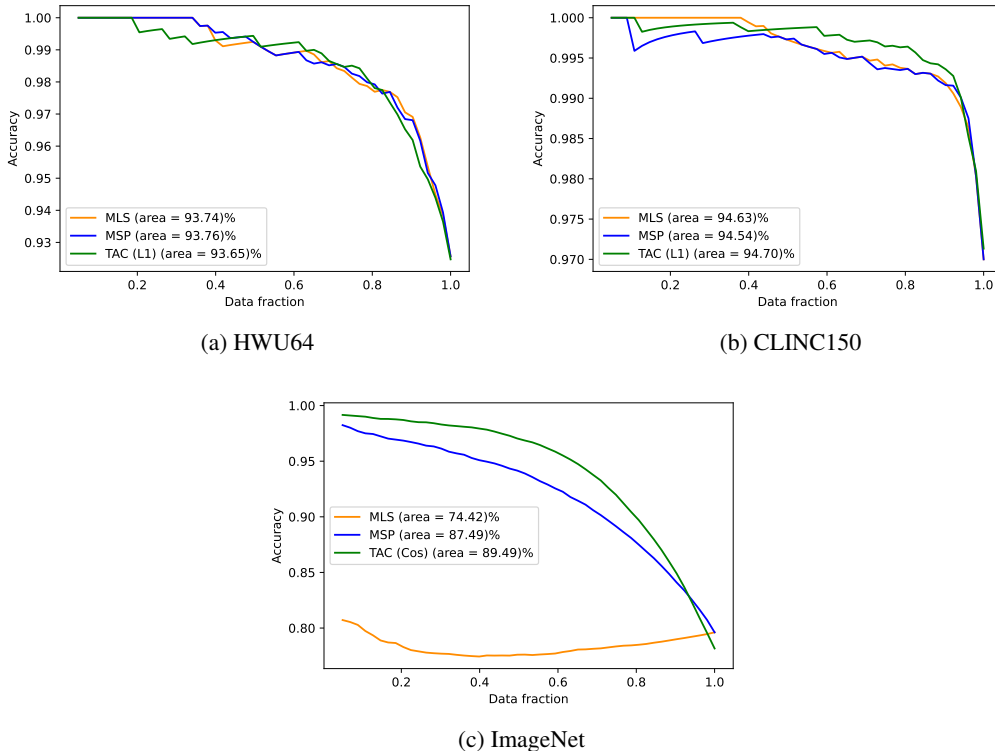 1.00
0.99
0.98
0.97
0.96
0.95
0.94
0.93
Accuracy
MLS (area = 93.74)%
MSP (area = 93.76)%
TAC (L1) (area = 93.65)%
0.2 0.4 0.6 0.8 1.0
Data fraction
(a) HWU64
1.000
0.995
0.990
0.985
0.980
0.975
0.970
Accuracy
MLS (area = 94.63)%
MSP (area = 94.54)%
TAC (L1) (area = 94.70)%
0.2 0.4 0.6 0.8 1.0
Data fraction
(b) CLINC150
1.00
0.95
0.90
0.85
0.80
Accuracy
MLS (area = 74.42)%
MSP (area = 87.49)%
TAC (Cos) (area = 89.49)%
0.2 0.4 0.6 0.8 1.0
Data fraction
(c) ImageNet